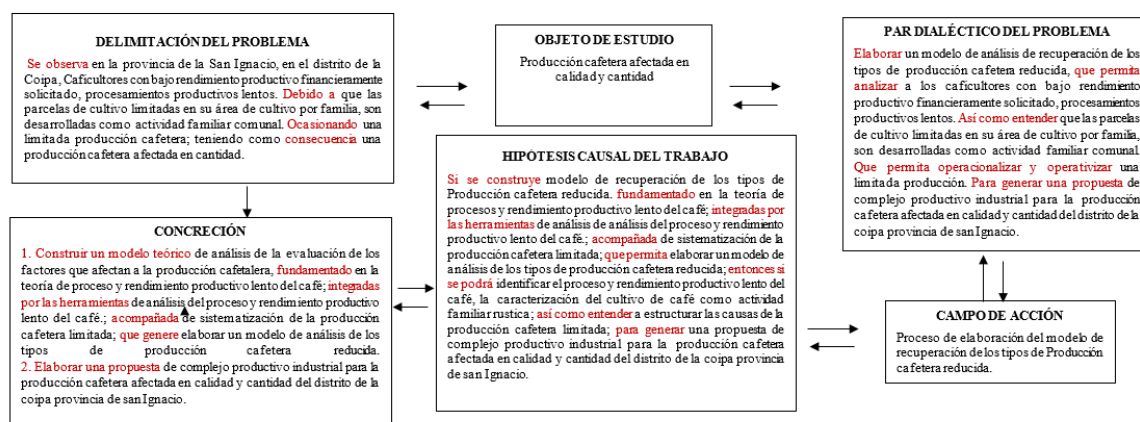 DELIMITACIÓN DEL PROBLEMA
Se observa en la provincia de la San Ignacio, en el distrito de la
Coipa, Caficultores con bajo rendimiento productivo financieramente
solicitado, procesamientos productivos lentos. Debido a que las
parcelas de cultivo limitadas en su área de cultivo por familia, son
desarrolladas como actividad familiar comunal. Ocasionando una
limitada producción cafetera; teniendo como consecuencia una
producción cafetera afectada en cantidad.
OBJETO DE ESTUDIO
Producción cafetera afectada en
calidad y cantidad
PAR DIALÉCTICO DEL PROBLEMA
Elaborar un modelo de análisis de recuperación de los
tipos de producción cafetera reducida, que permita
analizar a los caficultores con bajo rendimiento
productivo financieramente solicitado, procesamientos
productivos lentos. Así como entender que las parcelas
de cultivo limitadas en su área de cultivo por familia,
son desarrolladas como actividad familiar comunal.
Que permita operacionalizar y operativizar una
limitada producción. Para generar una propuesta de
complejo productivo industrial para la producción
cafetera afectada en calidad y cantidad del distrito de la
coipa provincia de san Ignacio.
HIPÓTESIS CAUSAL DEL TRABAJO
Si se construye modelo de recuperación de los tipos de
Producción cafetera reducida. fundamentado en la teoría de
procesos y rendimiento productivo lento del café; integradas por
las herramientas de análisis de análisis del proceso y rendimiento
productivo lento del café.; acompañada de sistematización de la
producción cafetera limitada; que permita elaborar un modelo de
análisis de los tipos de producción cafetera reducida; entonces si
se podrá identificar el proceso y rendimiento productivo lento del
café, la caracterización del cultivo de café como actividad
familiar rustica; así como entender a estructurar las causas de la
producción cafetera limitada; para generar una propuesta de
complejo productivo industrial para la producción cafetera
afectada en calidad y cantidad del distrito de la coipa provincia
de san Ignacio.
CONCRECIÓN
1. Construir un modelo teórico de análisis de la evaluación de los
factores que afectan a la producción cafetalera, fundamentado en la
teoría de proceso y rendimiento productivo lento del café; integradas
por las herramientas de análisis del proceso y rendimiento productivo
lento del café.; acompañada de sistematización de la producción
cafetera limitada; que genere elaborar un modelo de análisis de los
tipos de producción cafetera reducida.
2. Elaborar una propuesta de complejo productivo industrial para la
producción cafetera afectada en calidad y cantidad del distrito de la
coipa provincia de san Ignacio.
CAMPO DE ACCIÓN
Proceso de elaboración del modelo de
recuperación de los tipos de Producción
cafetera reducida.